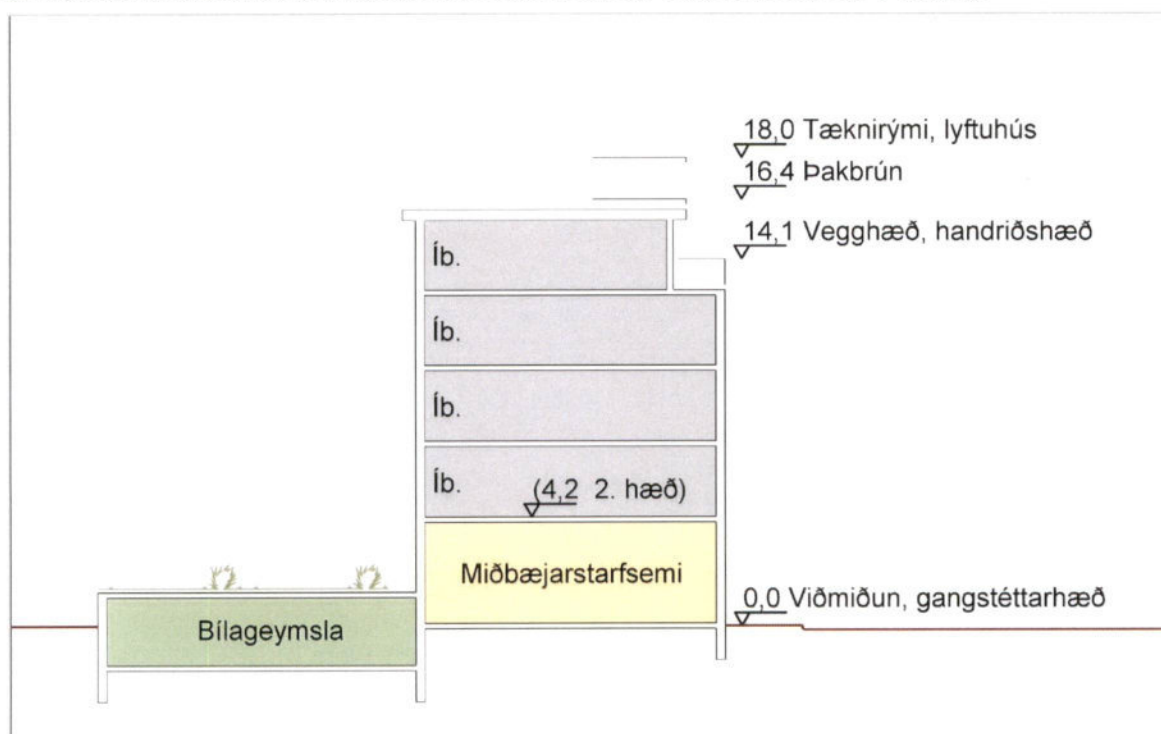 18,0 Tæknirými, lyftuhús
16,4 Þakbrún
14,1 Vegghæð, handriðshæð
Íb.
Íb.
Íb.
Íb.
(4,2 2. hæð)
Miðbæjarstarfsemi
0,0 Viðmiðun, gangstéttarhæð
Bílageymsla